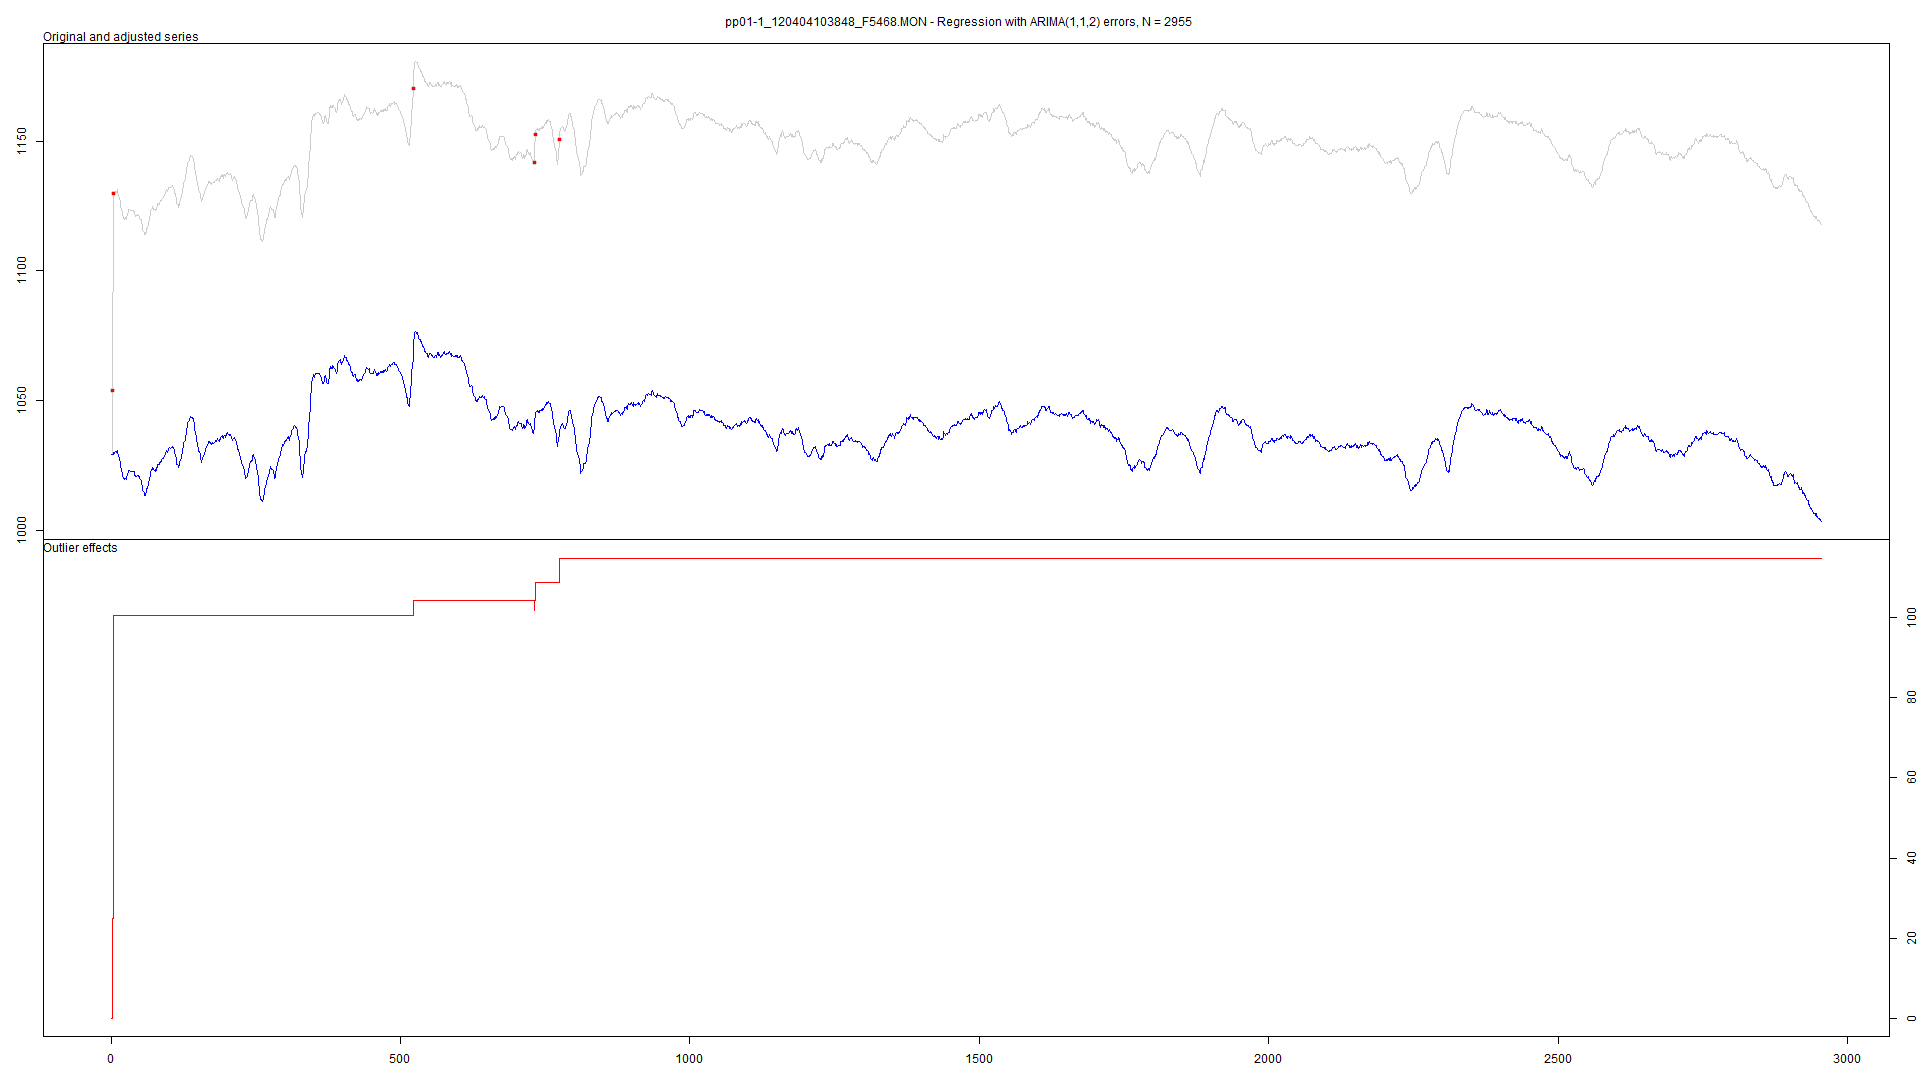 pp01-1_120404103848_F5468.MON - Regression with ARIMA(1,1,2) errors, N = 2955
Original and adjusted series
1150
1100
1050
1000
Outlier effects
100
80
60
40
20
0
0 500 1000 1500 2000 2500 3000